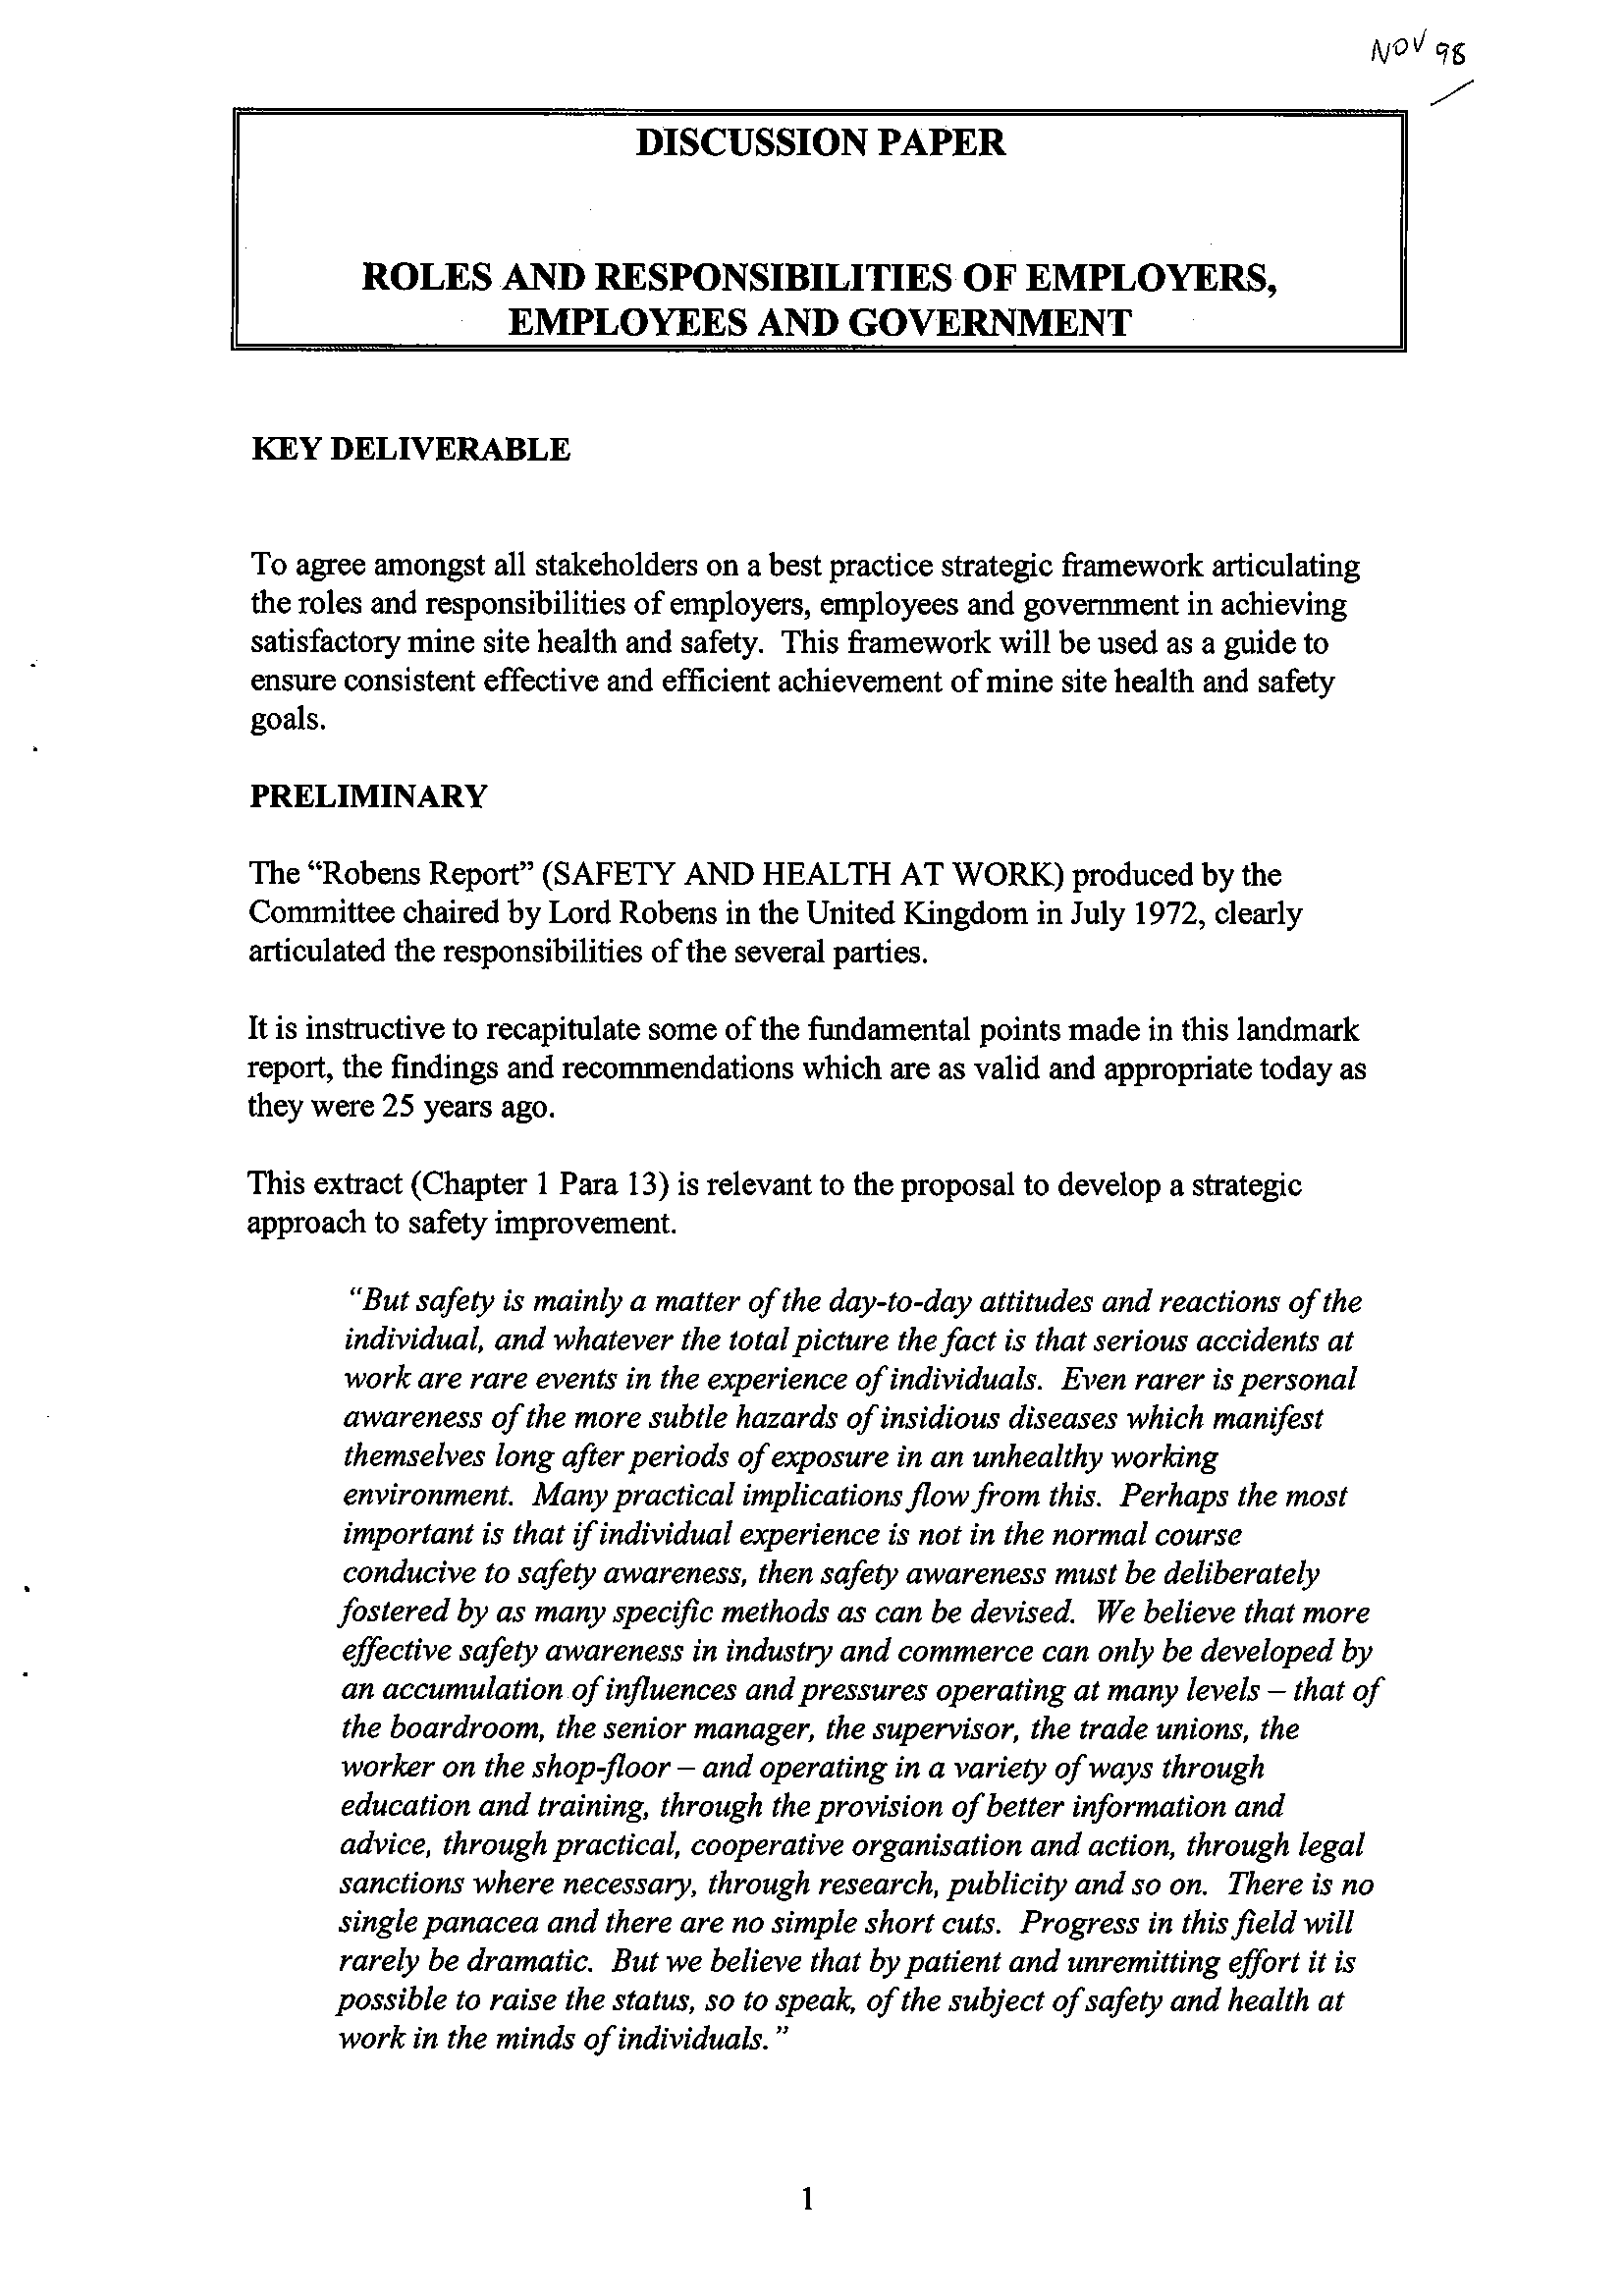 NOV 98
DISCUSSION PAPER
ROLES AND RESPONSIBILITIES OF EMPLOYERS,
EMPLOYEES AND GOVERNMENT
KEY DELIVERABLE
To agree amongst all stakeholders on a best practice strategic framework articulating
the roles and responsibilities of employers, employees and government in achieving
satisfactory mine site health and safety. This framework will be used as a guide to
ensure consistent effective and efficient achievement of mine site health and safety
goals.
PRELIMINARY
The “Robens Report” (SAFETY AND HEALTH AT WORK) produced by the
Committee chaired by Lord Robens in the United Kingdom in July 1972, clearly
articulated the responsibilities of the several parties.
It is instructive to recapitulate some of the fundamental points made in this landmark
report, the findings and recommendations which are as valid and appropriate today as
they were 25 years ago.
This extract (Chapter 1 Para 13) is relevant to the proposal to develop a strategic
approach to safety improvement.
“But safety is mainly a matter of the day-to-day attitudes and reactions of the
individual, and whatever the total picture the fact is that serious accidents at
work are rare events in the experience of individuals. Even rarer is personal
awareness of the more subtle hazards of insidious diseases which manifest
themselves long after periods of exposure in an unhealthy working
environment. Many practical implications flow from this. Perhaps the most
important is that if individual experience is not in the normal course
conducive to safety awareness, then safety awareness must be deliberately
fostered by as many specific methods as can be devised. We believe that more
effective safety awareness in industry and commerce can only be developed by
an accumulation of influences and pressures operating at many levels – that of
the boardroom, the senior manager, the supervisor, the trade unions, the
worker on the shop-floor – and operating in a variety of ways through
education and training, through the provision of better information and
advice, through practical, cooperative organisation and action, through legal
sanctions where necessary, through research, publicity and so on. There is no
single panacea and there are no simple short cuts. Progress in this field will
rarely be dramatic. But we believe that by patient and unremitting effort it is
possible to raise the status, so to speak, of the subject of safety and health at
work in the minds of individuals.”
1